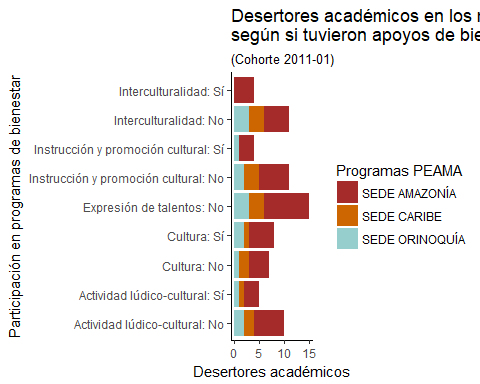 Desertores académicos en los
según si tuvieron apoyos de
(Cohorte 2011-01)
Participación en programas de bienestar
Interculturalidad: Sí
Interculturalidad: No
Instrucción y promoción cultural: Sí
Instrucción y promoción cultural: No
Expresión de talentos: No
Cultura: Sí
Cultura: No
Actividad lúdico-cultural: Sí
Actividad lúdico-cultural: No
0 5 10 15
Desertores académicos
Programas PEAMA
SEDE AMAZONÍA
SEDE CARIBE
SEDE ORINOQUÍA